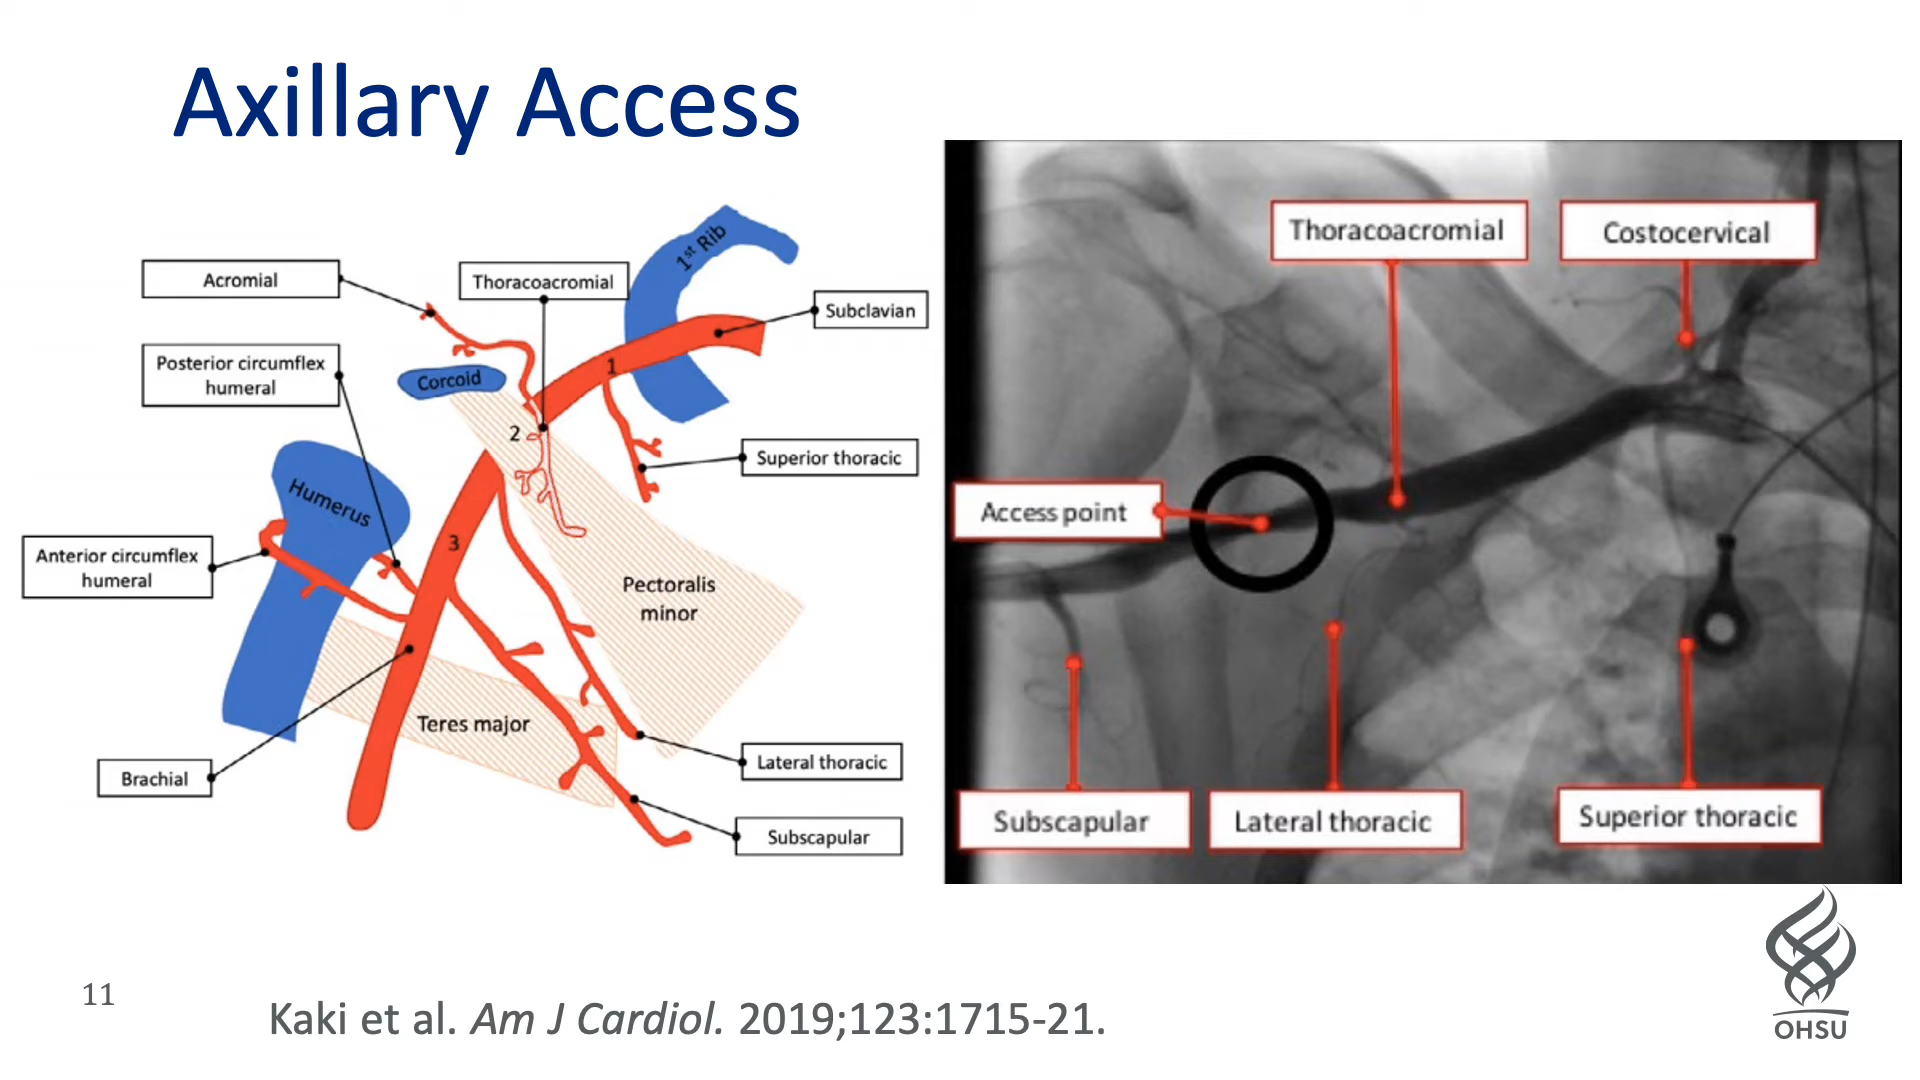 Axillary Access
1st Rib
Acromial
Thoracoacromial
Subclavian
Posterior circumflex
humeral
Corcoid
1
2
Superior thoracic
Humerus
3
Anterior circumflex
humeral
Pectoralis
minor
Teres major
Brachial
Lateral thoracic
Subscapular
Thoracoacromial
Costocervical
Access point
Subscapular
Lateral thoracic
Superior thoracic
11
Kaki et al. Am J Cardiol. 2019;123:1715-21.
OHSU